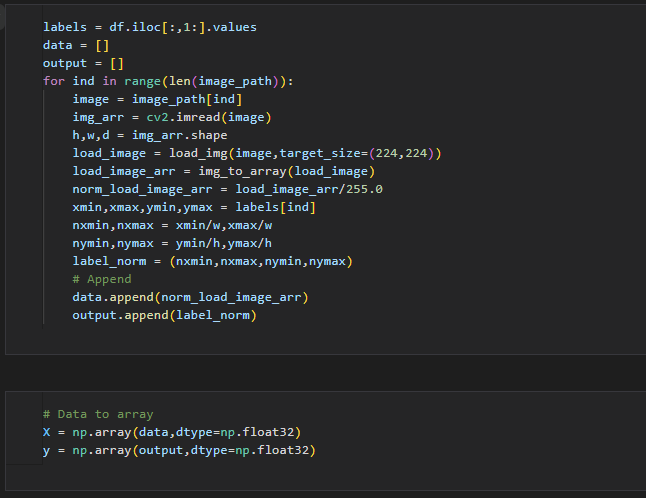 labels = df.iloc[:,1:].values
data = []
output = []
for ind in range(len(image_path)):
    image = image_path[ind]
    img_arr = cv2.imread(image)
    h,w,d = img_arr.shape
    load_image = load_img(image,target_size=(224,224))
    load_image_arr = img_to_array(load_image)
    norm_load_image_arr = load_image_arr/255.0
    xmin,xmax,ymin,ymax = labels[ind]
    nxmin,nxmax = xmin/w,xmax/w
    nymin,nymax = ymin/h,ymax/h
    label_norm = (nxmin,nxmax,nymin,nymax)
    # Append
    data.append(norm_load_image_arr)
    output.append(label_norm)
# Data to array
X = np.array(data,dtype=np.float32)
y = np.array(output,dtype=np.float32)